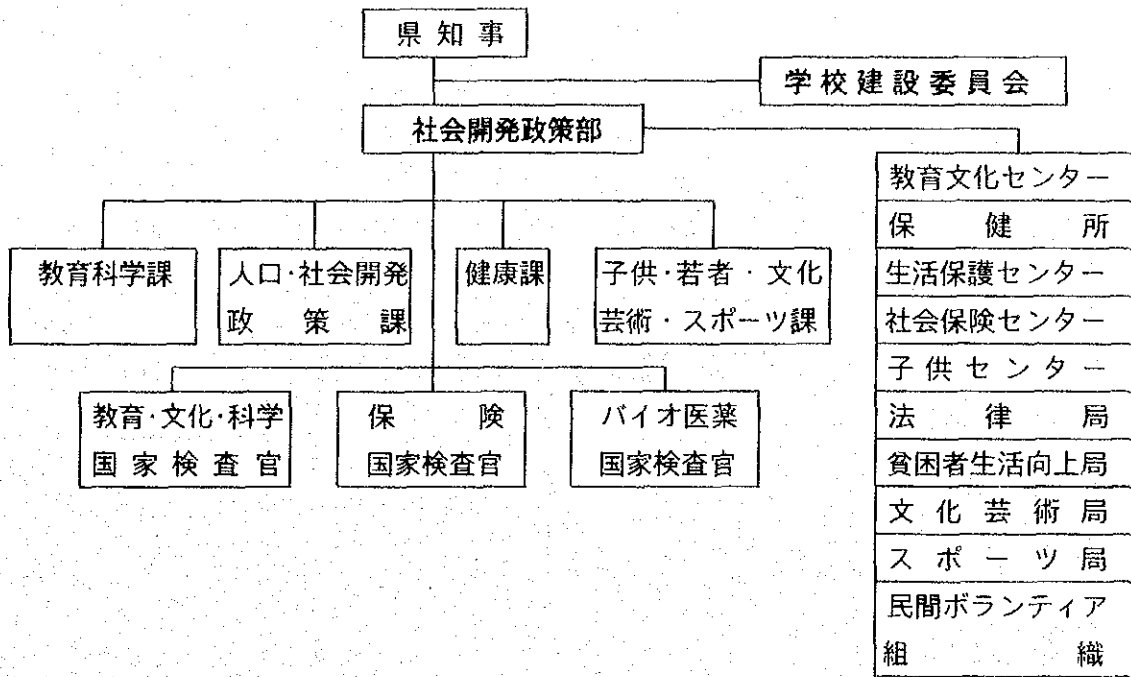 県知事
学校建設委員会
社会開発政策部
教育科学課
人口・社会開発
政策課
健康課
子供・若者・文化
芸術・スポーツ課
教育・文化・科学
国家検査官
保険
国家検査官
バイオ医薬
国家検査官
教育文化センター
保健所
生活保護センター
社会保険センター
子供センター
法律局
貧困者生活向上局
文化芸術局
スポーツ局
民間ボランティア
組織